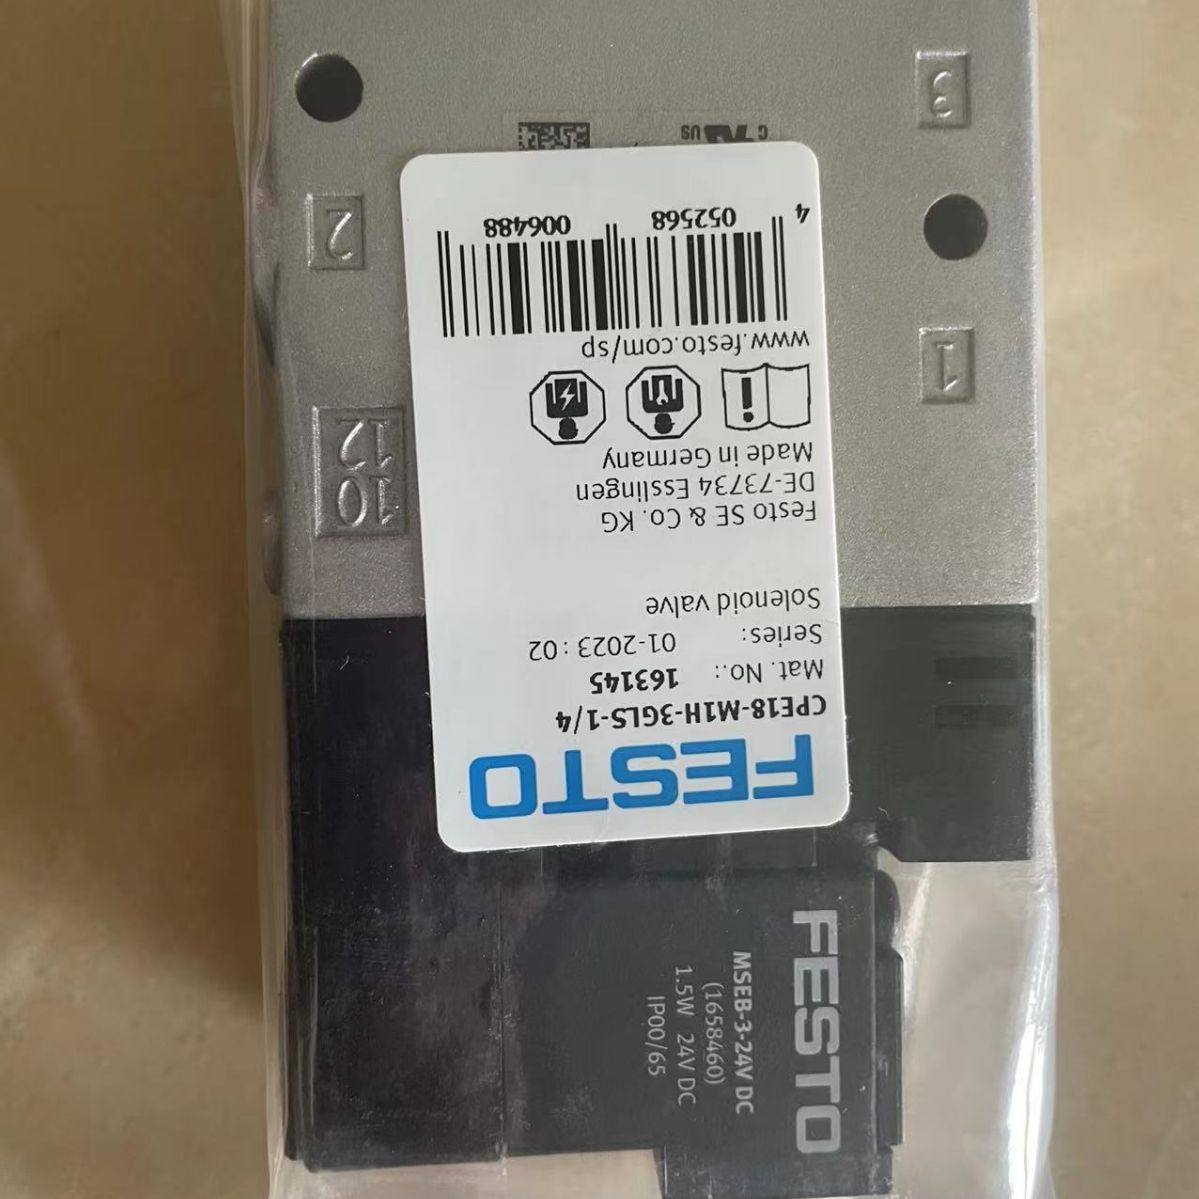 FESTO
CPE18-M1H-3GLS-1/4
Mat. No.: 163145
Series: 01-2023 : 02
Solenoid valve
Festo SE & Co. KG
DE-73734 Esslingen
Made in Germany
www.festo.com/sp
4 052568 006488
C US
3
2
1
12
10
FESTO
MSEB-3-24V DC
(1658460)
1.5W 24V DC
IP00/65